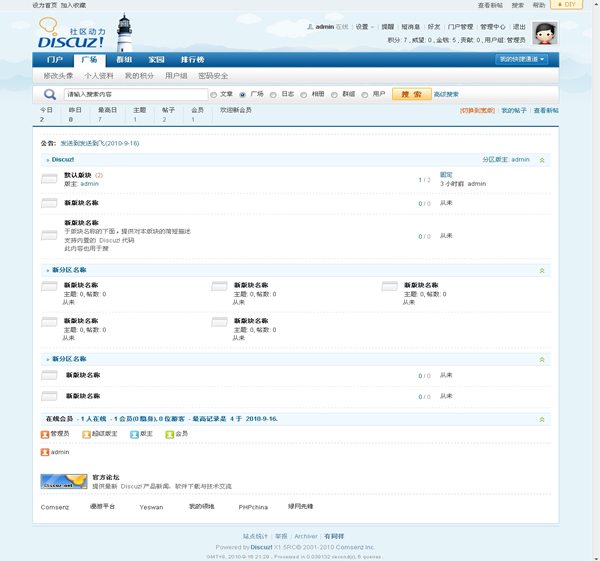 设为首页 加入收藏 查看新帖 帮助 DIY
社区动力
DISCUZ!
admin 在线 | 设置 | 提醒 | 短消息 | 好友 | 门户管理 | 管理中心 | 退出
积分: 7, 威望: 0 , 金钱: 5 , 贡献: 0 , 用户组: 管理员
门户 广场 群组 家园 排行榜 我的快捷通道
修改头像 个人资料 我的积分 用户组 密码安全
请输入搜索内容 文章 广场 日志 相册 群组 用户 搜 索 高级搜索
今日 昨日 最高日 主题 帖子 会员 欢迎新会员 [切换到宽版] | 我的帖子 | 查看新帖
2 0 7 1 2 1
公告: 发送到发送到飞(2010-9-16)
» Discuz! 分区版主: admin
默认版块 (2) 1 / 2 固定
版主: admin 3 小时前 admin
新版块名称 0 / 0 从未
新版块名称
于版块名称的下面，提供对本版块的简短描述
支持内置的 Discuz! 代码 0 / 0 从未
此内容也用于搜
» 新分区名称
新版块名称 新版块名称 新版块名称
主题: 0, 帖数: 0 主题: 0, 帖数: 0 主题: 0, 帖数: 0
从未 从未 从未
新版块名称 新版块名称
主题: 0, 帖数: 0 主题: 0, 帖数: 0
从未 从未
» 新分区名称
新版块名称 0 / 0 从未
新版块名称 0 / 0 从未
在线会员 - 1 人在线 - 1 会员(0 隐身), 0 位游客 - 最高记录是 4 于 2010-9-16.
管理员 超级版主 版主 会员
admin
Discuz.net
官方论坛
提供最新 Discuz! 产品新闻、软件下载与技术交流
Comsenz 漫游平台 Yeswan 我的领地 PHPchina 绿网先锋
站点统计 | 举报 | Archiver | 有同祥
Powered by Discuz! X1.5RC© 2001-2010 Comsenz Inc.
GMT+8, 2010-9-16 21:29 , Processed in 0.039132 second(s), 6 queries .